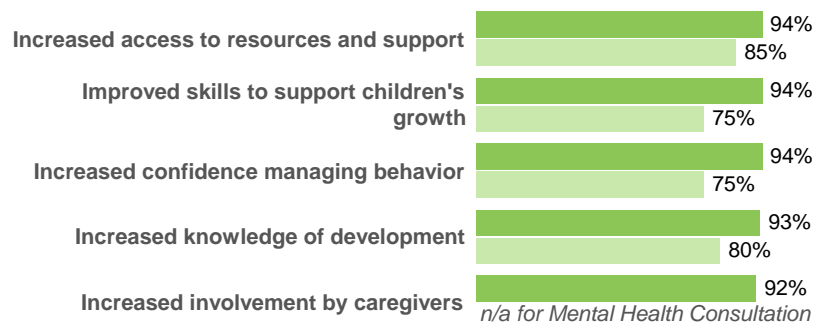 Increased access to resources and support
94%
85%
Improved skills to support children's
growth
94%
75%
Increased confidence managing behavior
94%
75%
Increased knowledge of development
93%
80%
Increased involvement by caregivers
92%
n/a for Mental Health Consultation